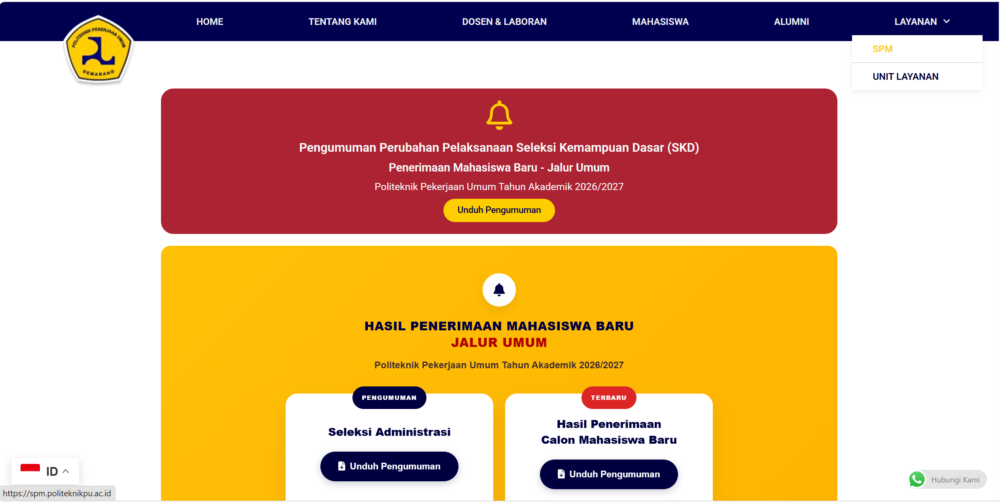 POLITEKNIK PEKERJAAN UMUM
SEMARANG
HOME
TENTANG KAMI
DOSEN & LABORAN
MAHASISWA
ALUMNI
LAYANAN
SPM
UNIT LAYANAN
Pengumuman Perubahan Pelaksanaan Seleksi Kemampuan Dasar (SKD)
Penerimaan Mahasiswa Baru - Jalur Umum
Politeknik Pekerjaan Umum Tahun Akademik 2026/2027
Unduh Pengumuman
HASIL PENERIMAAN MAHASISWA BARU
JALUR UMUM
Politeknik Pekerjaan Umum Tahun Akademik 2026/2027
PENGUMUMAN
Seleksi Administrasi
Unduh Pengumuman
TERBARU
Hasil Penerimaan
Calon Mahasiswa Baru
Unduh Pengumuman
ID
https://spm.politeknikpu.ac.id
Hubungi Kami